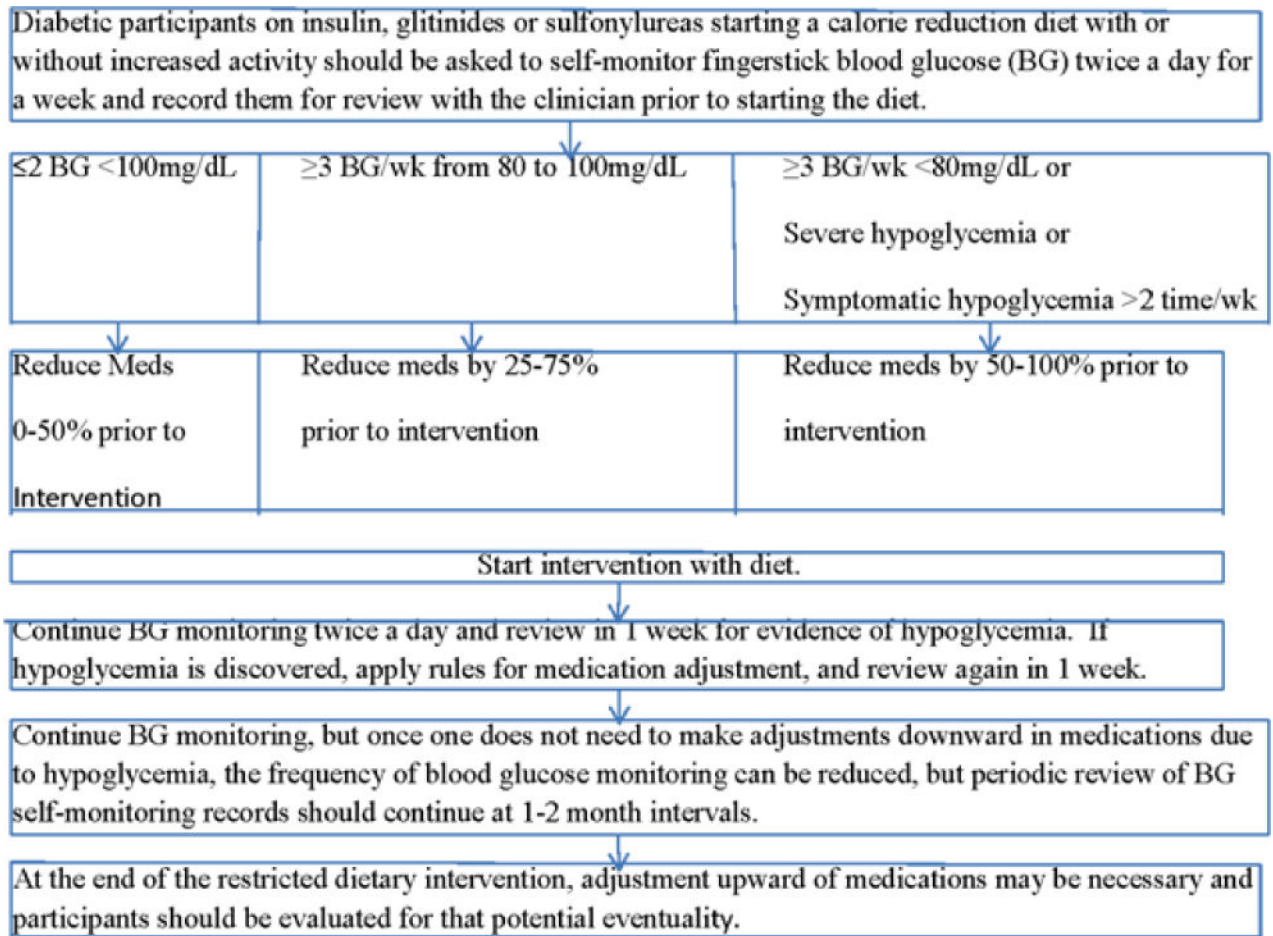 Diabetic participants on insulin, glitinides or sulfonylureas starting a calorie reduction diet with or
without increased activity should be asked to self-monitor fingerstick blood glucose (BG) twice a day for
a week and record them for review with the clinician prior to starting the diet.
≤2 BG <100mg/dL
≥3 BG/wk from 80 to 100mg/dL
≥3 BG/wk <80mg/dL or
Severe hypoglycemia or
Symptomatic hypoglycemia >2 time/wk
Reduce Meds
0-50% prior to
Intervention
Reduce meds by 25-75%
prior to intervention
Reduce meds by 50-100% prior to
intervention
Start intervention with diet.
Continue BG monitoring twice a day and review in 1 week for evidence of hypoglycemia. If
hypoglycemia is discovered, apply rules for medication adjustment, and review again in 1 week.
Continue BG monitoring, but once one does not need to make adjustments downward in medications due
to hypoglycemia, the frequency of blood glucose monitoring can be reduced, but periodic review of BG
self-monitoring records should continue at 1-2 month intervals.
At the end of the restricted dietary intervention, adjustment upward of medications may be necessary and
participants should be evaluated for that potential eventuality.